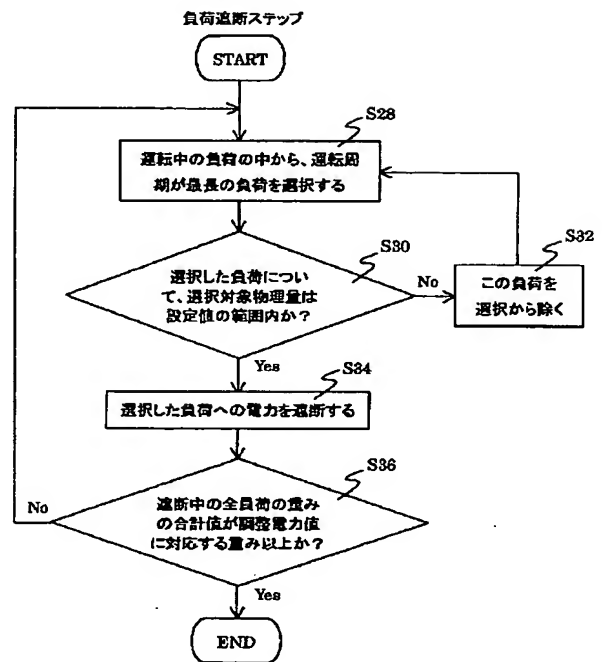 負荷遮断ステップ
START
S28
運転中の負荷の中から、運転周
期が最長の負荷を選択する
S30
選択した負荷につい
て、選択対象物理量は
設定値の範囲内か？
No
S32
この負荷を
選択から除く
Yes
S34
選択した負荷への電力を遮断する
S36
遮断中の全負荷の重み
の合計値が調整電力値
に対応する重み以上か？
No
Yes
END